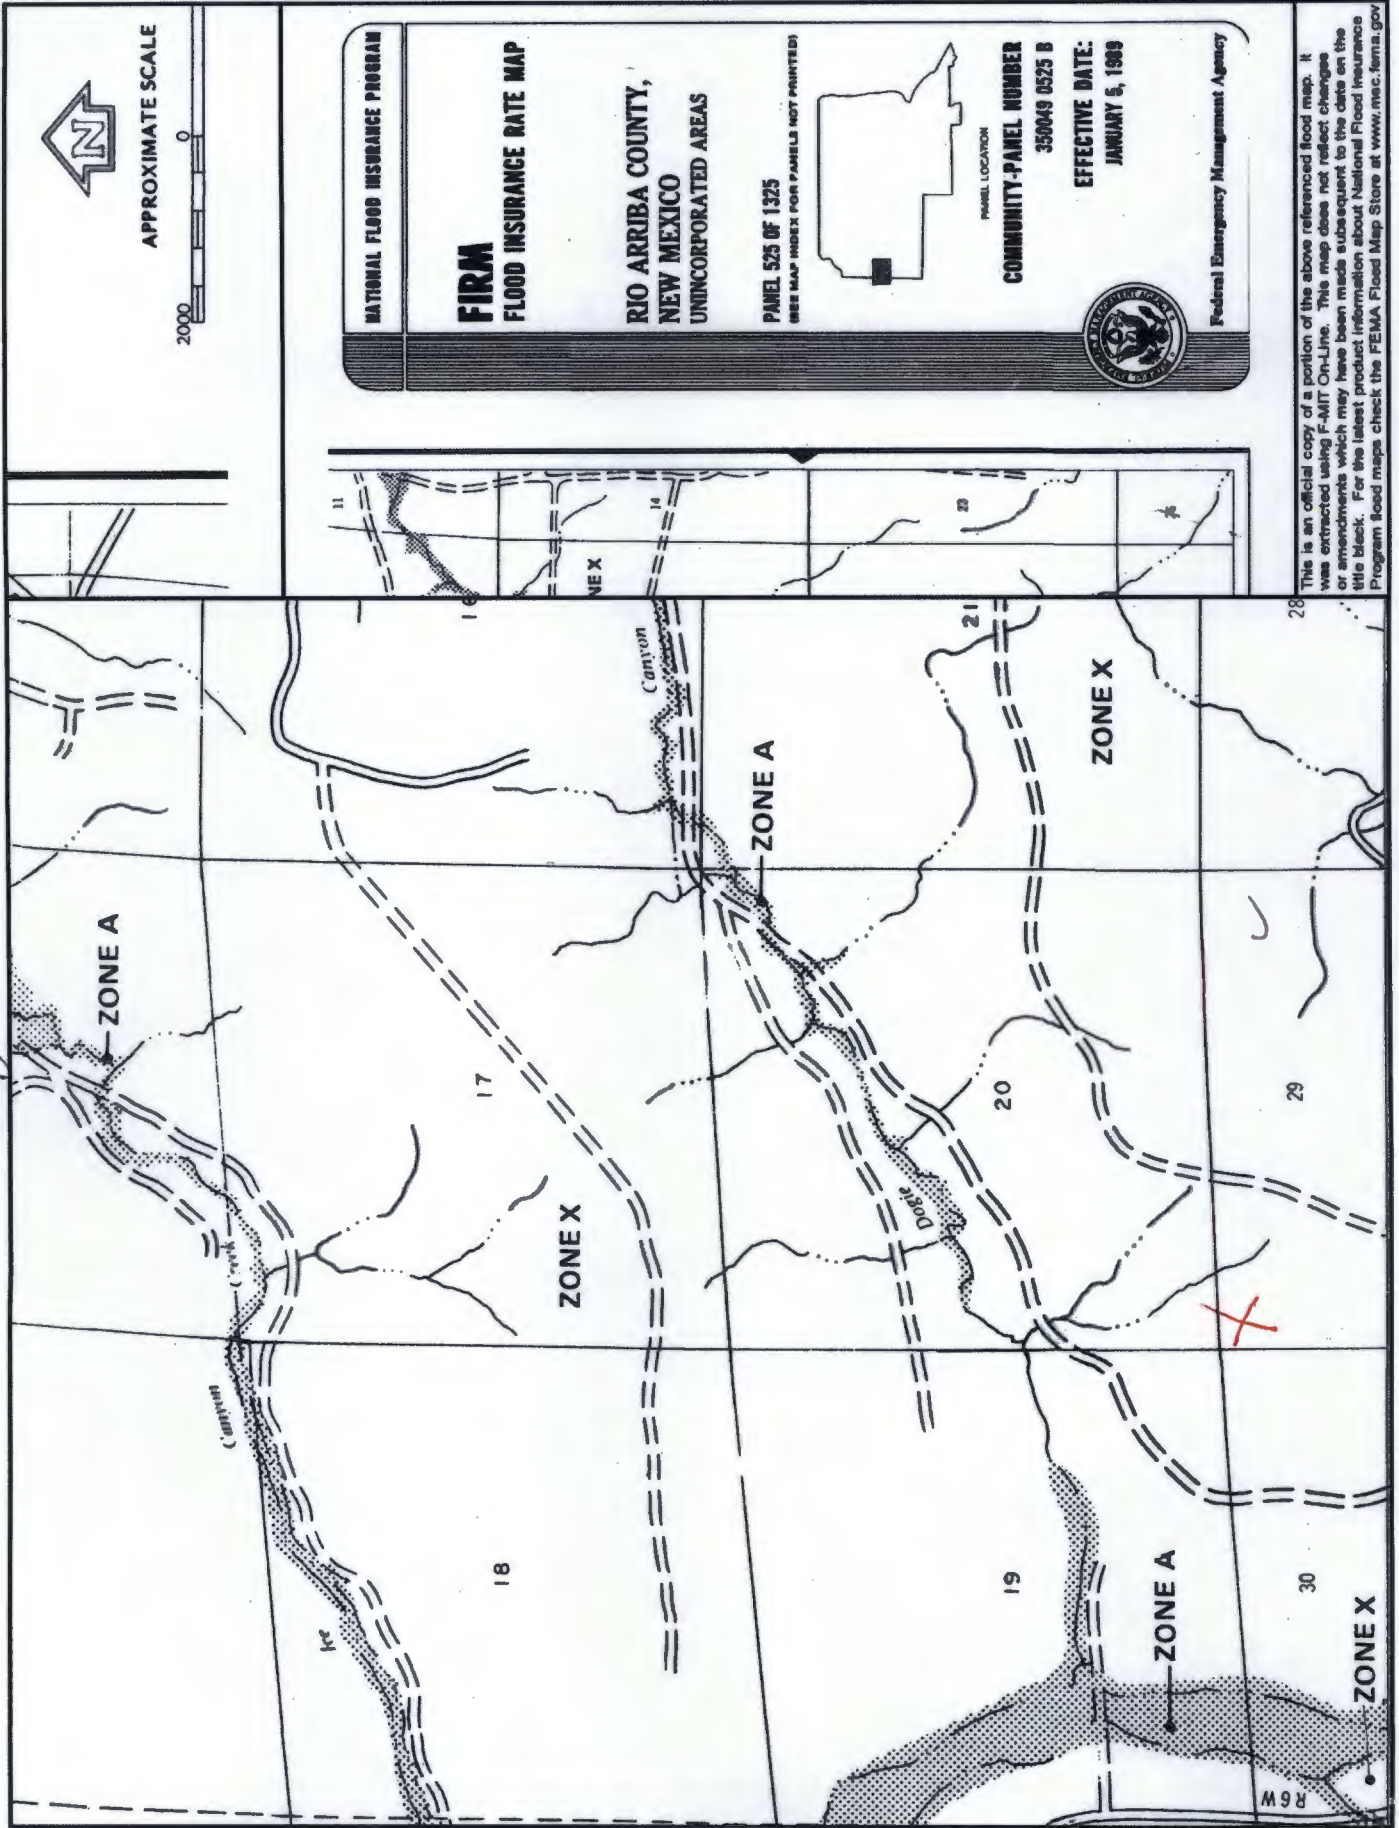 APPROXIMATE SCALE
2000
0
N
NATIONAL FLOOD INSURANCE PROGRAM
FIRM
FLOOD INSURANCE RATE MAP
RIO ARRIBA COUNTY,
NEW MEXICO
UNINCORPORATED AREAS
PANEL 525 OF 1325
(SEE MAP INDEX FOR PANELS NOT PRINTED)
PANEL LOCATION
COMMUNITY-PANEL NUMBER
350049 0525 B
EFFECTIVE DATE:
JANUARY 5, 1989
Federal Emergency Management Agency
This is an official copy of a portion of the above referenced flood map. It
was extracted using F-MIT On-Line. This map does not reflect changes
or amendments which may have been made subsequent to the date on the
title block. For the latest product information about National Flood Insurance
Program flood maps check the FEMA Flood Map Store at www.msc.fema.gov
11
14
NE X
23
ZONE A
17
ZONE X
Canyon
Creek
Ice
18
16
Canyon
ZONE A
21
ZONE X
28
20
Dogie
29
19
ZONE A
30
ZONE X
R6W